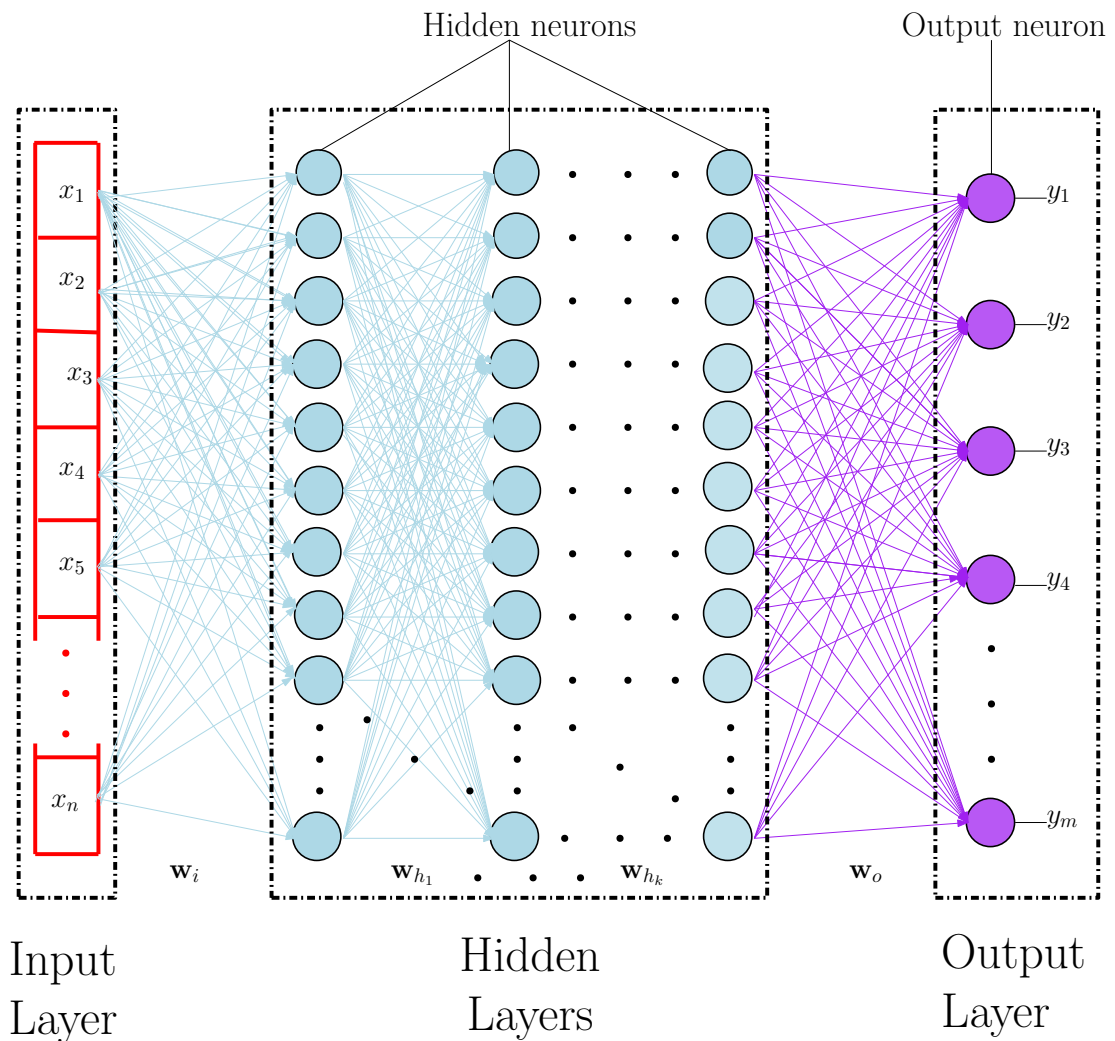 Hidden neurons
Output neuron
x₁
x₂
x₃
x₄
x₅
xₙ
y₁
y₂
y₃
y₄
yₘ
𝐰ᵢ
𝐰ₕ₁
𝐰ₕₖ
𝐰ₒ
Input
Layer
Hidden
Layers
Output
Layer